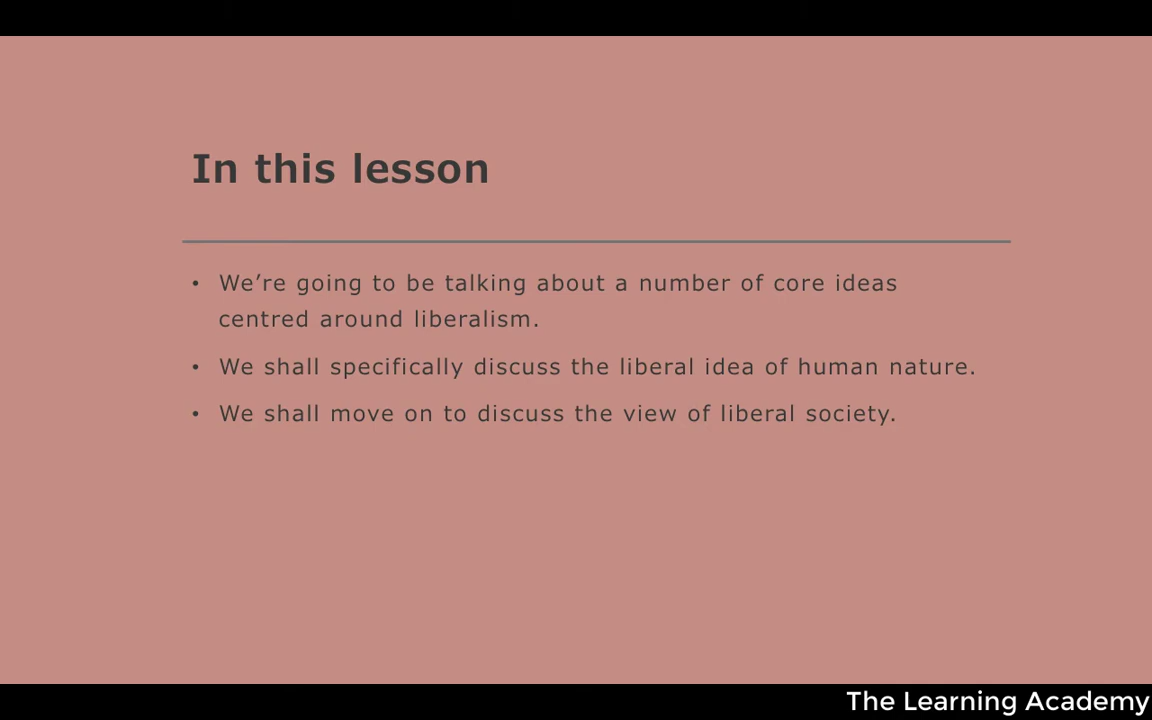 In this lesson
• We’re going to be talking about a number of core ideas
centred around liberalism.
• We shall specifically discuss the liberal idea of human nature.
• We shall move on to discuss the view of liberal society.
The Learning Academy